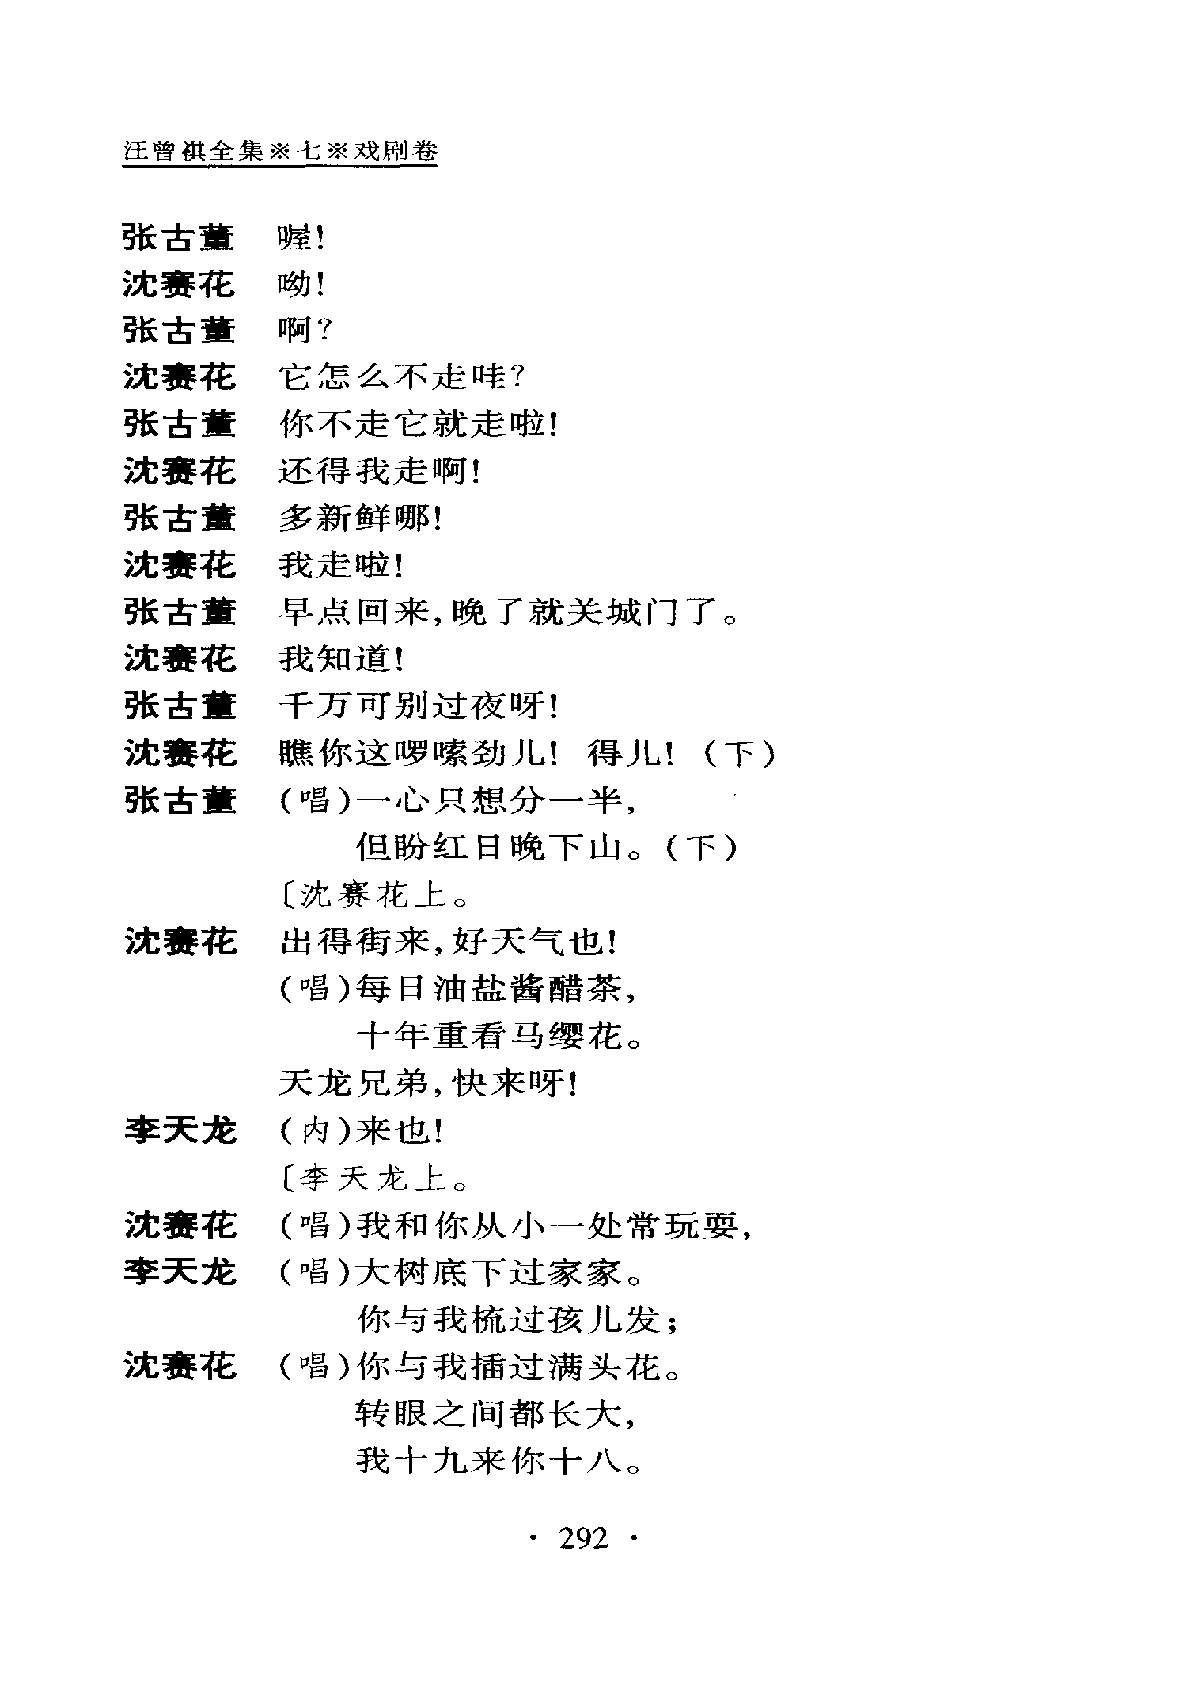 汪曾祺全集※七※戏剧卷
张古董　喔!
沈赛花　呦!
张古董　啊?
沈赛花　它怎么不走哇?
张古董　你不走它就走啦!
沈赛花　还得我走啊!
张古董　多新鲜哪!
沈赛花　我走啦!
张古董　早点回来,晚了就关城门了。
沈赛花　我知道!
张古董　千万可别过夜呀!
沈赛花　瞧你这啰嗦劲儿! 得儿!(下)
张古董　(唱)一心只想分一半,
但盼红日晚下山。(下)
〔沈赛花上。
沈赛花　出得街来,好天气也!
(唱)每日油盐酱醋茶,
十年重看马缨花。
天龙兄弟,快来呀!
李天龙　(内)来也!
〔李天龙上。
沈赛花　(唱)我和你从小一处常玩耍,
李天龙　(唱)大树底下过家家。
你与我梳过孩儿发;
沈赛花　(唱)你与我插过满头花。
转眼之间都长大,
我十九来你十八。
· 292 ·